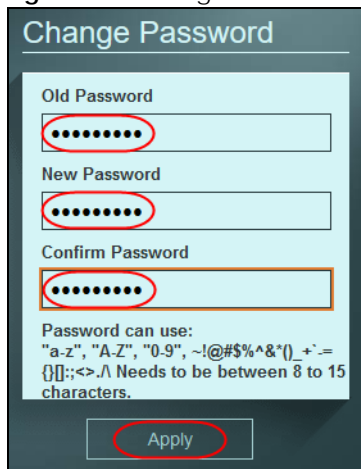 Change Password
Old Password
•••••••••
New Password
•••••••••
Confirm Password
•••••••••
Password can use:
"a-z", "A-Z", "0-9", ~!@#$%^&*()_+`-=
{}[]:;<>./\ Needs to be between 8 to 15
characters.
Apply